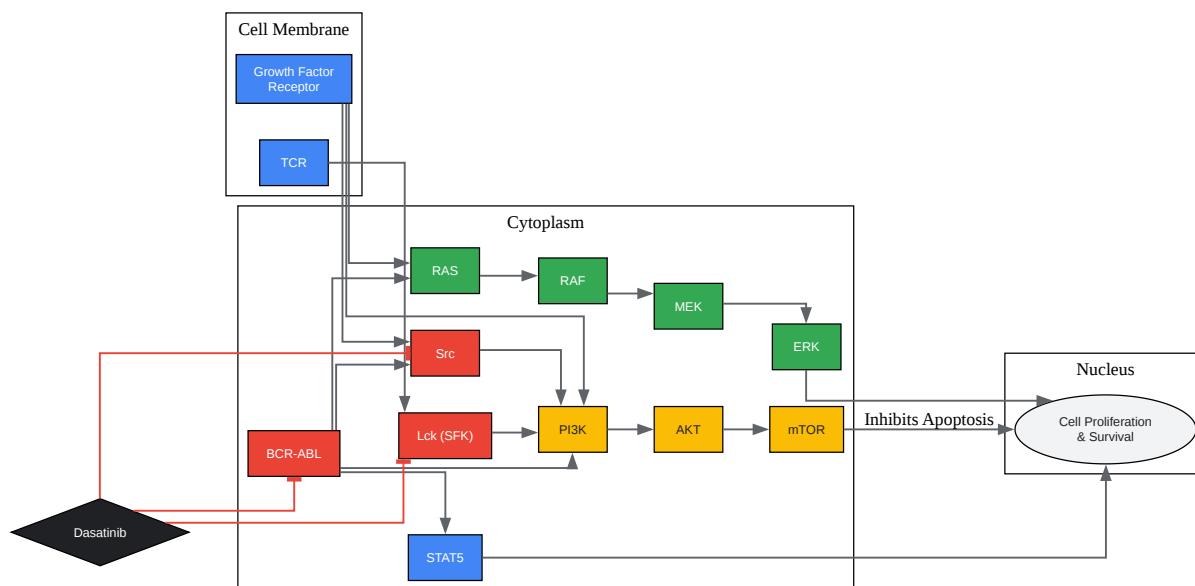 Cell Membrane
Growth Factor
Receptor
TCR
Cytoplasm
RAS
RAF
MEK
ERK
Src
Lck (SFK)
PI3K
AKT
mTOR
BCR-ABL
STAT5
Dasatinib
Inhibits Apoptosis
Nucleus
Cell Proliferation
& Survival